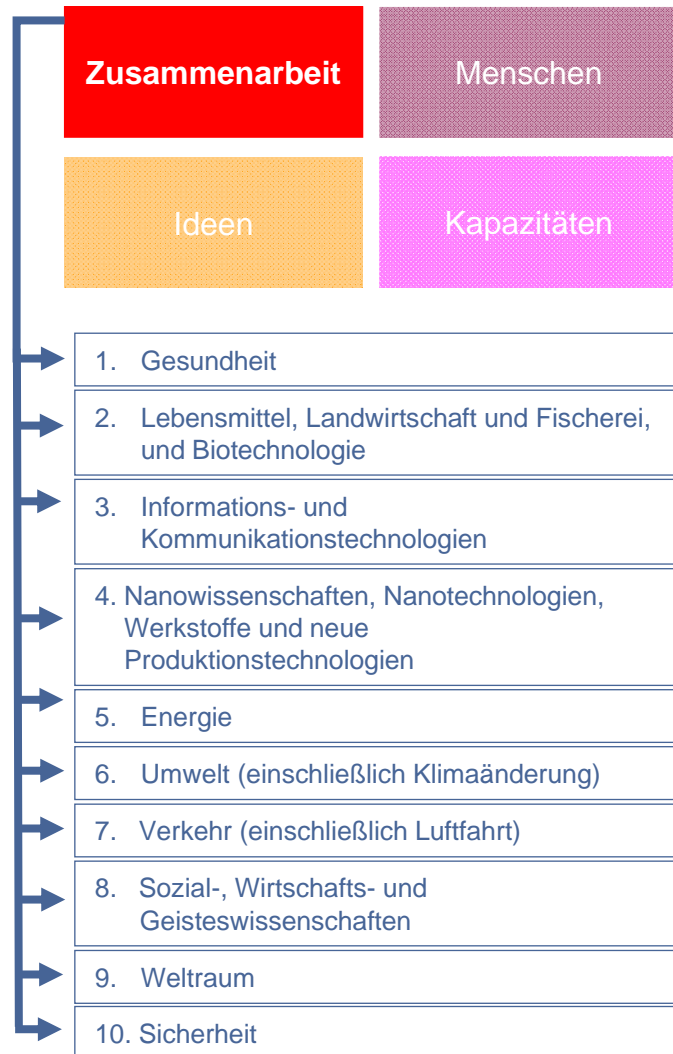 Zusammenarbeit
Menschen
Ideen
Kapazitäten
1. Gesundheit
2. Lebensmittel, Landwirtschaft und Fischerei,
und Biotechnologie
3. Informations- und
Kommunikationstechnologien
4. Nanowissenschaften, Nanotechnologien,
Werkstoffe und neue
Produktionstechnologien
5. Energie
6. Umwelt (einschließlich Klimaänderung)
7. Verkehr (einschließlich Luftfahrt)
8. Sozial-, Wirtschafts- und
Geisteswissenschaften
9. Weltraum
10. Sicherheit